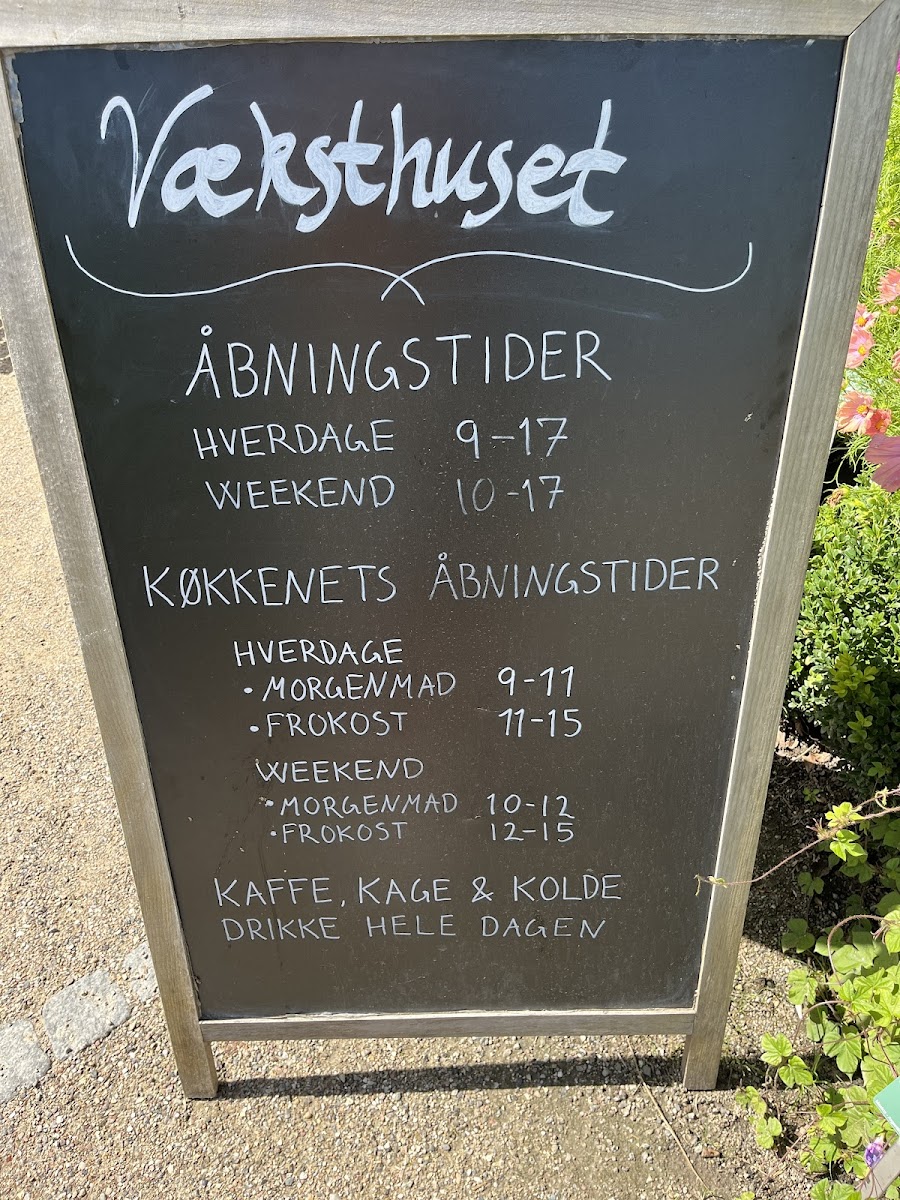 Væksthuset
ÅBNINGSTIDER
HVERDAGE 9-17
WEEKEND 10-17
KØKKENETS ÅBNINGSTIDER
HVERDAGE
• MORGENMAD 9-11
• FROKOST 11-15
WEEKEND
• MORGENMAD 10-12
• FROKOST 12-15
KAFFE, KAGE & KOLDE
DRIKKE HELE DAGEN